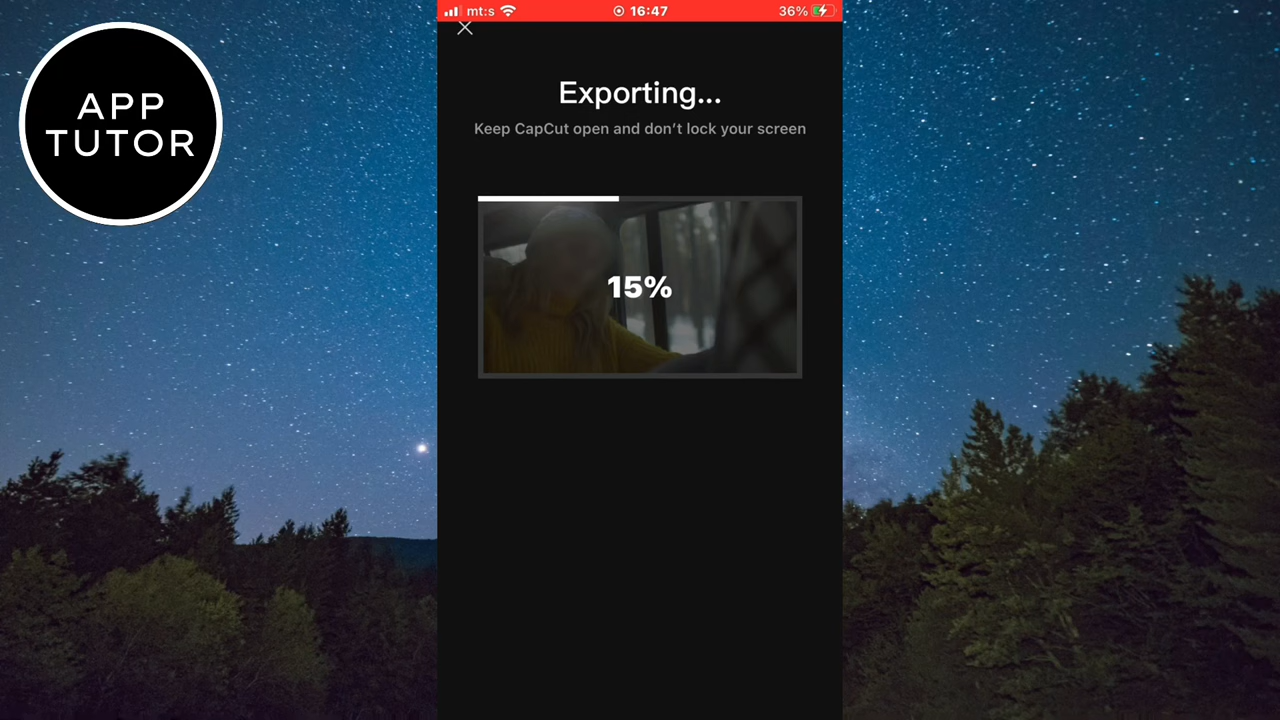 APP
TUTOR
mt:s
16:47
36%
Exporting...
Keep CapCut open and don't lock your screen
15%